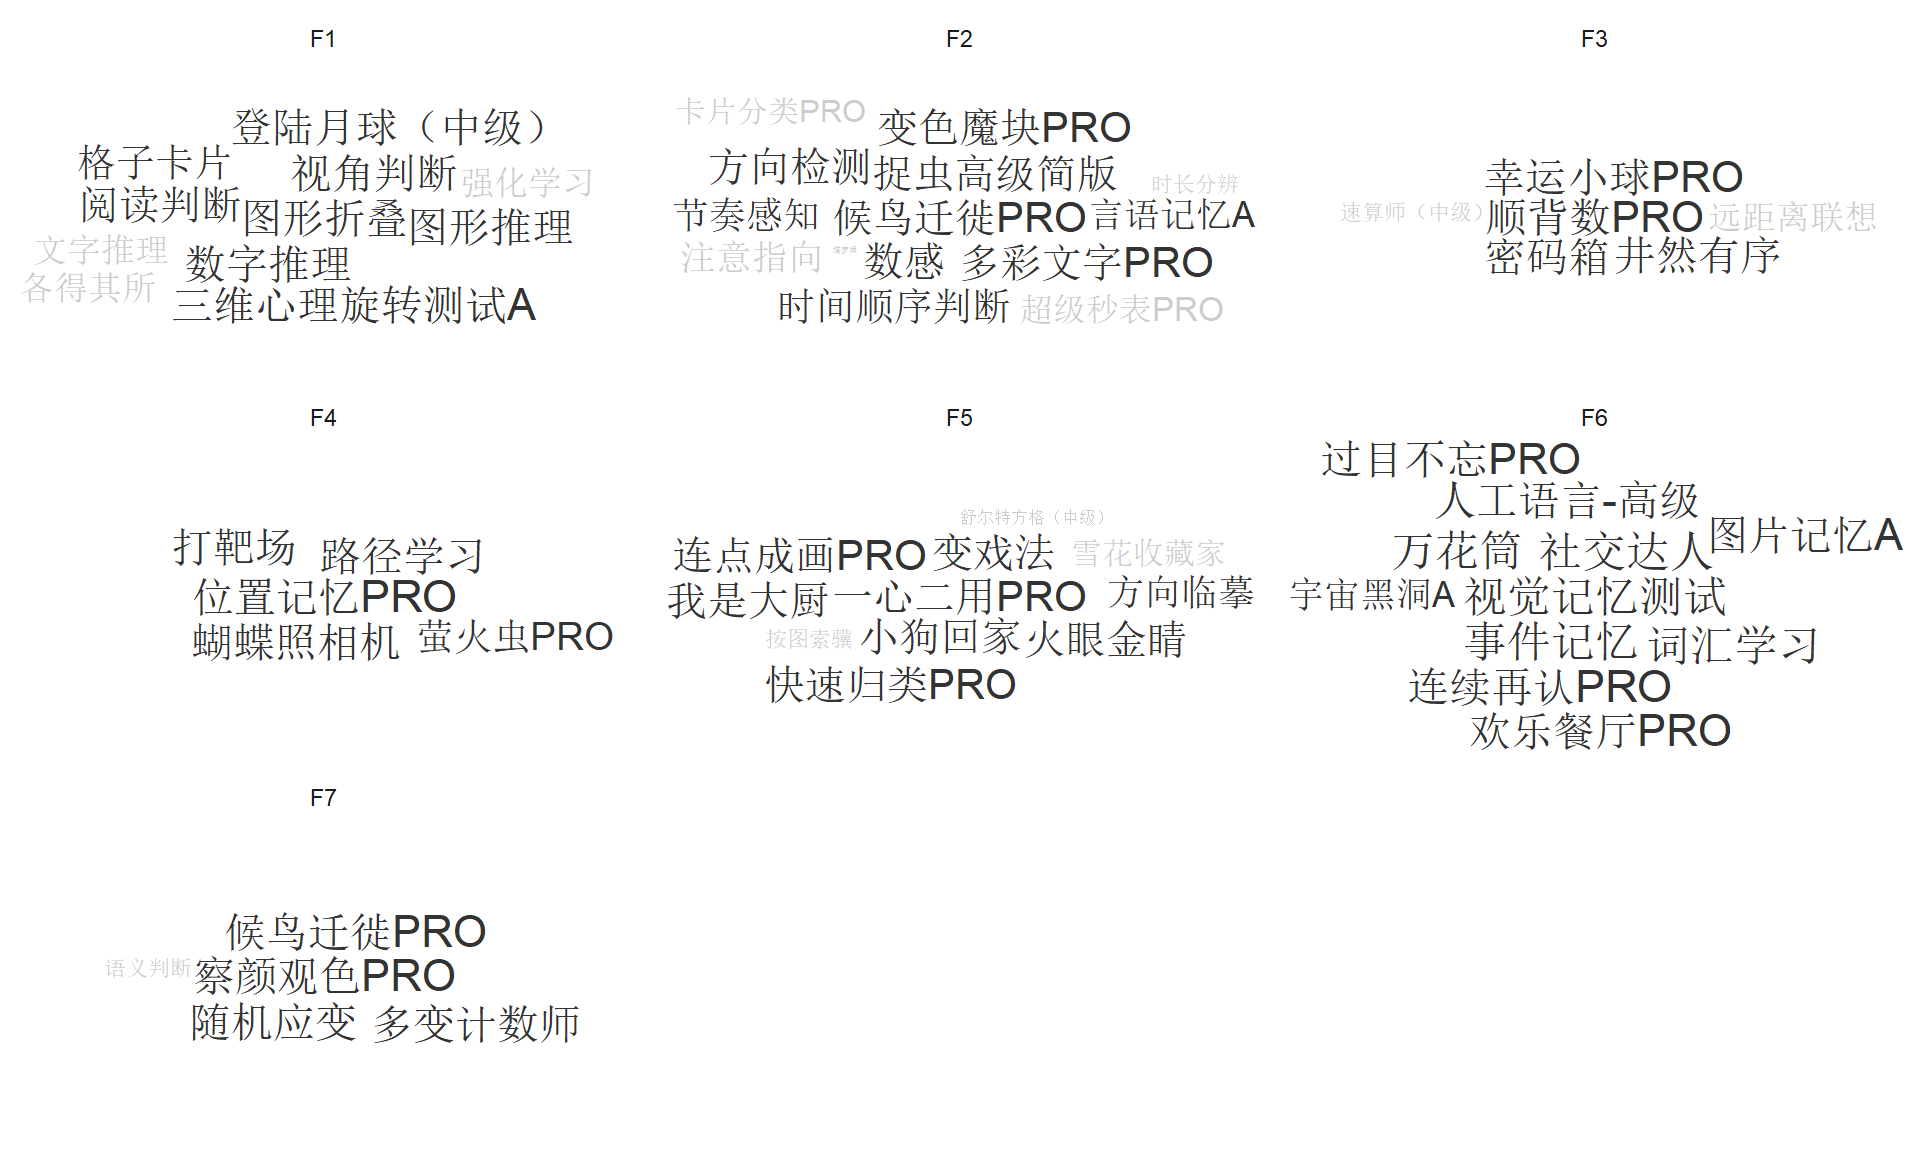 F1
登陆月球（中级）
格子卡片 视角判断 强化学习
阅读判断 图形折叠 图形推理
文字推理 数字推理
各得其所 三维心理旋转测试A
F2
卡片分类PRO 变色魔块PRO
方向检测 捉虫高级简版 时长分辨
节奏感知 候鸟迁徙PRO 言语记忆A
注意指向 数感 多彩文字PRO
时间顺序判断 超级秒表PRO
F3
幸运小球PRO
速算师（中级） 顺背数PRO 远距离联想
密码箱 井然有序
F4
打靶场 路径学习
位置记忆PRO
蝴蝶照相机 萤火虫PRO
F5
舒尔特方格（中级）
连点成画PRO 变戏法 雪花收藏家
我是大厨 一心二用PRO 方向临摹
按图索骥 小狗回家 火眼金睛
快速归类PRO
F6
过目不忘PRO
人工语言-高级
万花筒 社交达人 图片记忆A
宇宙黑洞A 视觉记忆测试
事件记忆 词汇学习
连续再认PRO
欢乐餐厅PRO
F7
候鸟迁徙PRO
语义判断 察颜观色PRO
随机应变 多变计数师